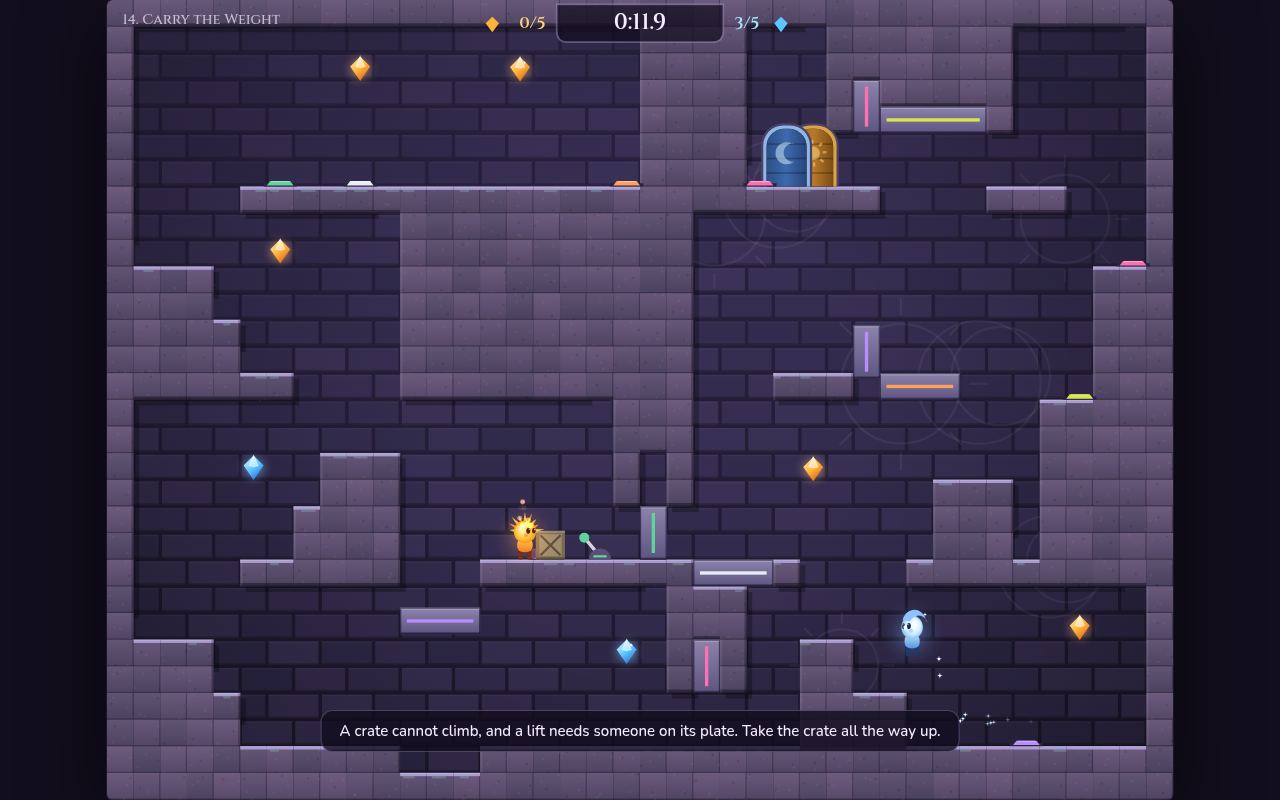 14. Carry the Weight
0/5
0:11.9
3/5
A crate cannot climb, and a lift needs someone on its plate. Take the crate all the way up.